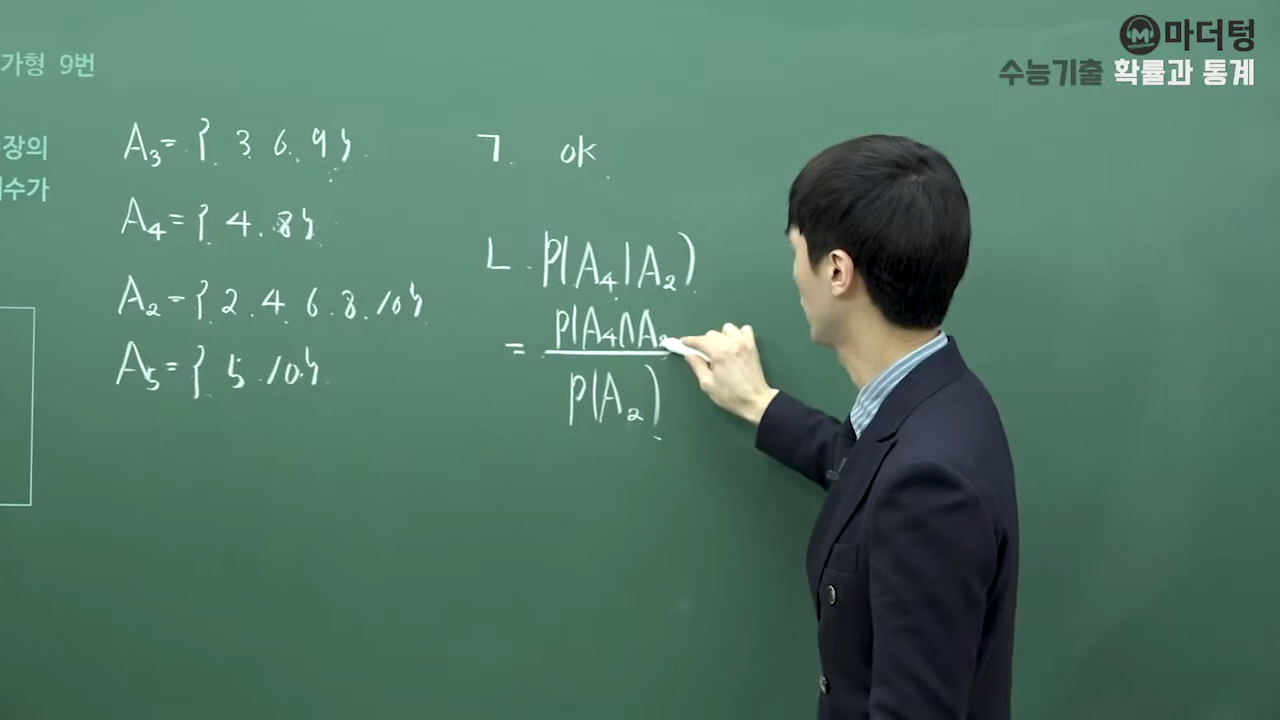 마더텅
수능기출 확률과 통계
가형 9번
장의
수가
A₃= { 3. 6. 9 }
A₄= { 4. 8 }
A₂= { 2. 4. 6. 8. 10 }
A₅= { 5. 10 }
ㄱ. ok
ㄴ. P(A₄|A₂)
= P(A₄∩A₂
P(A₂)